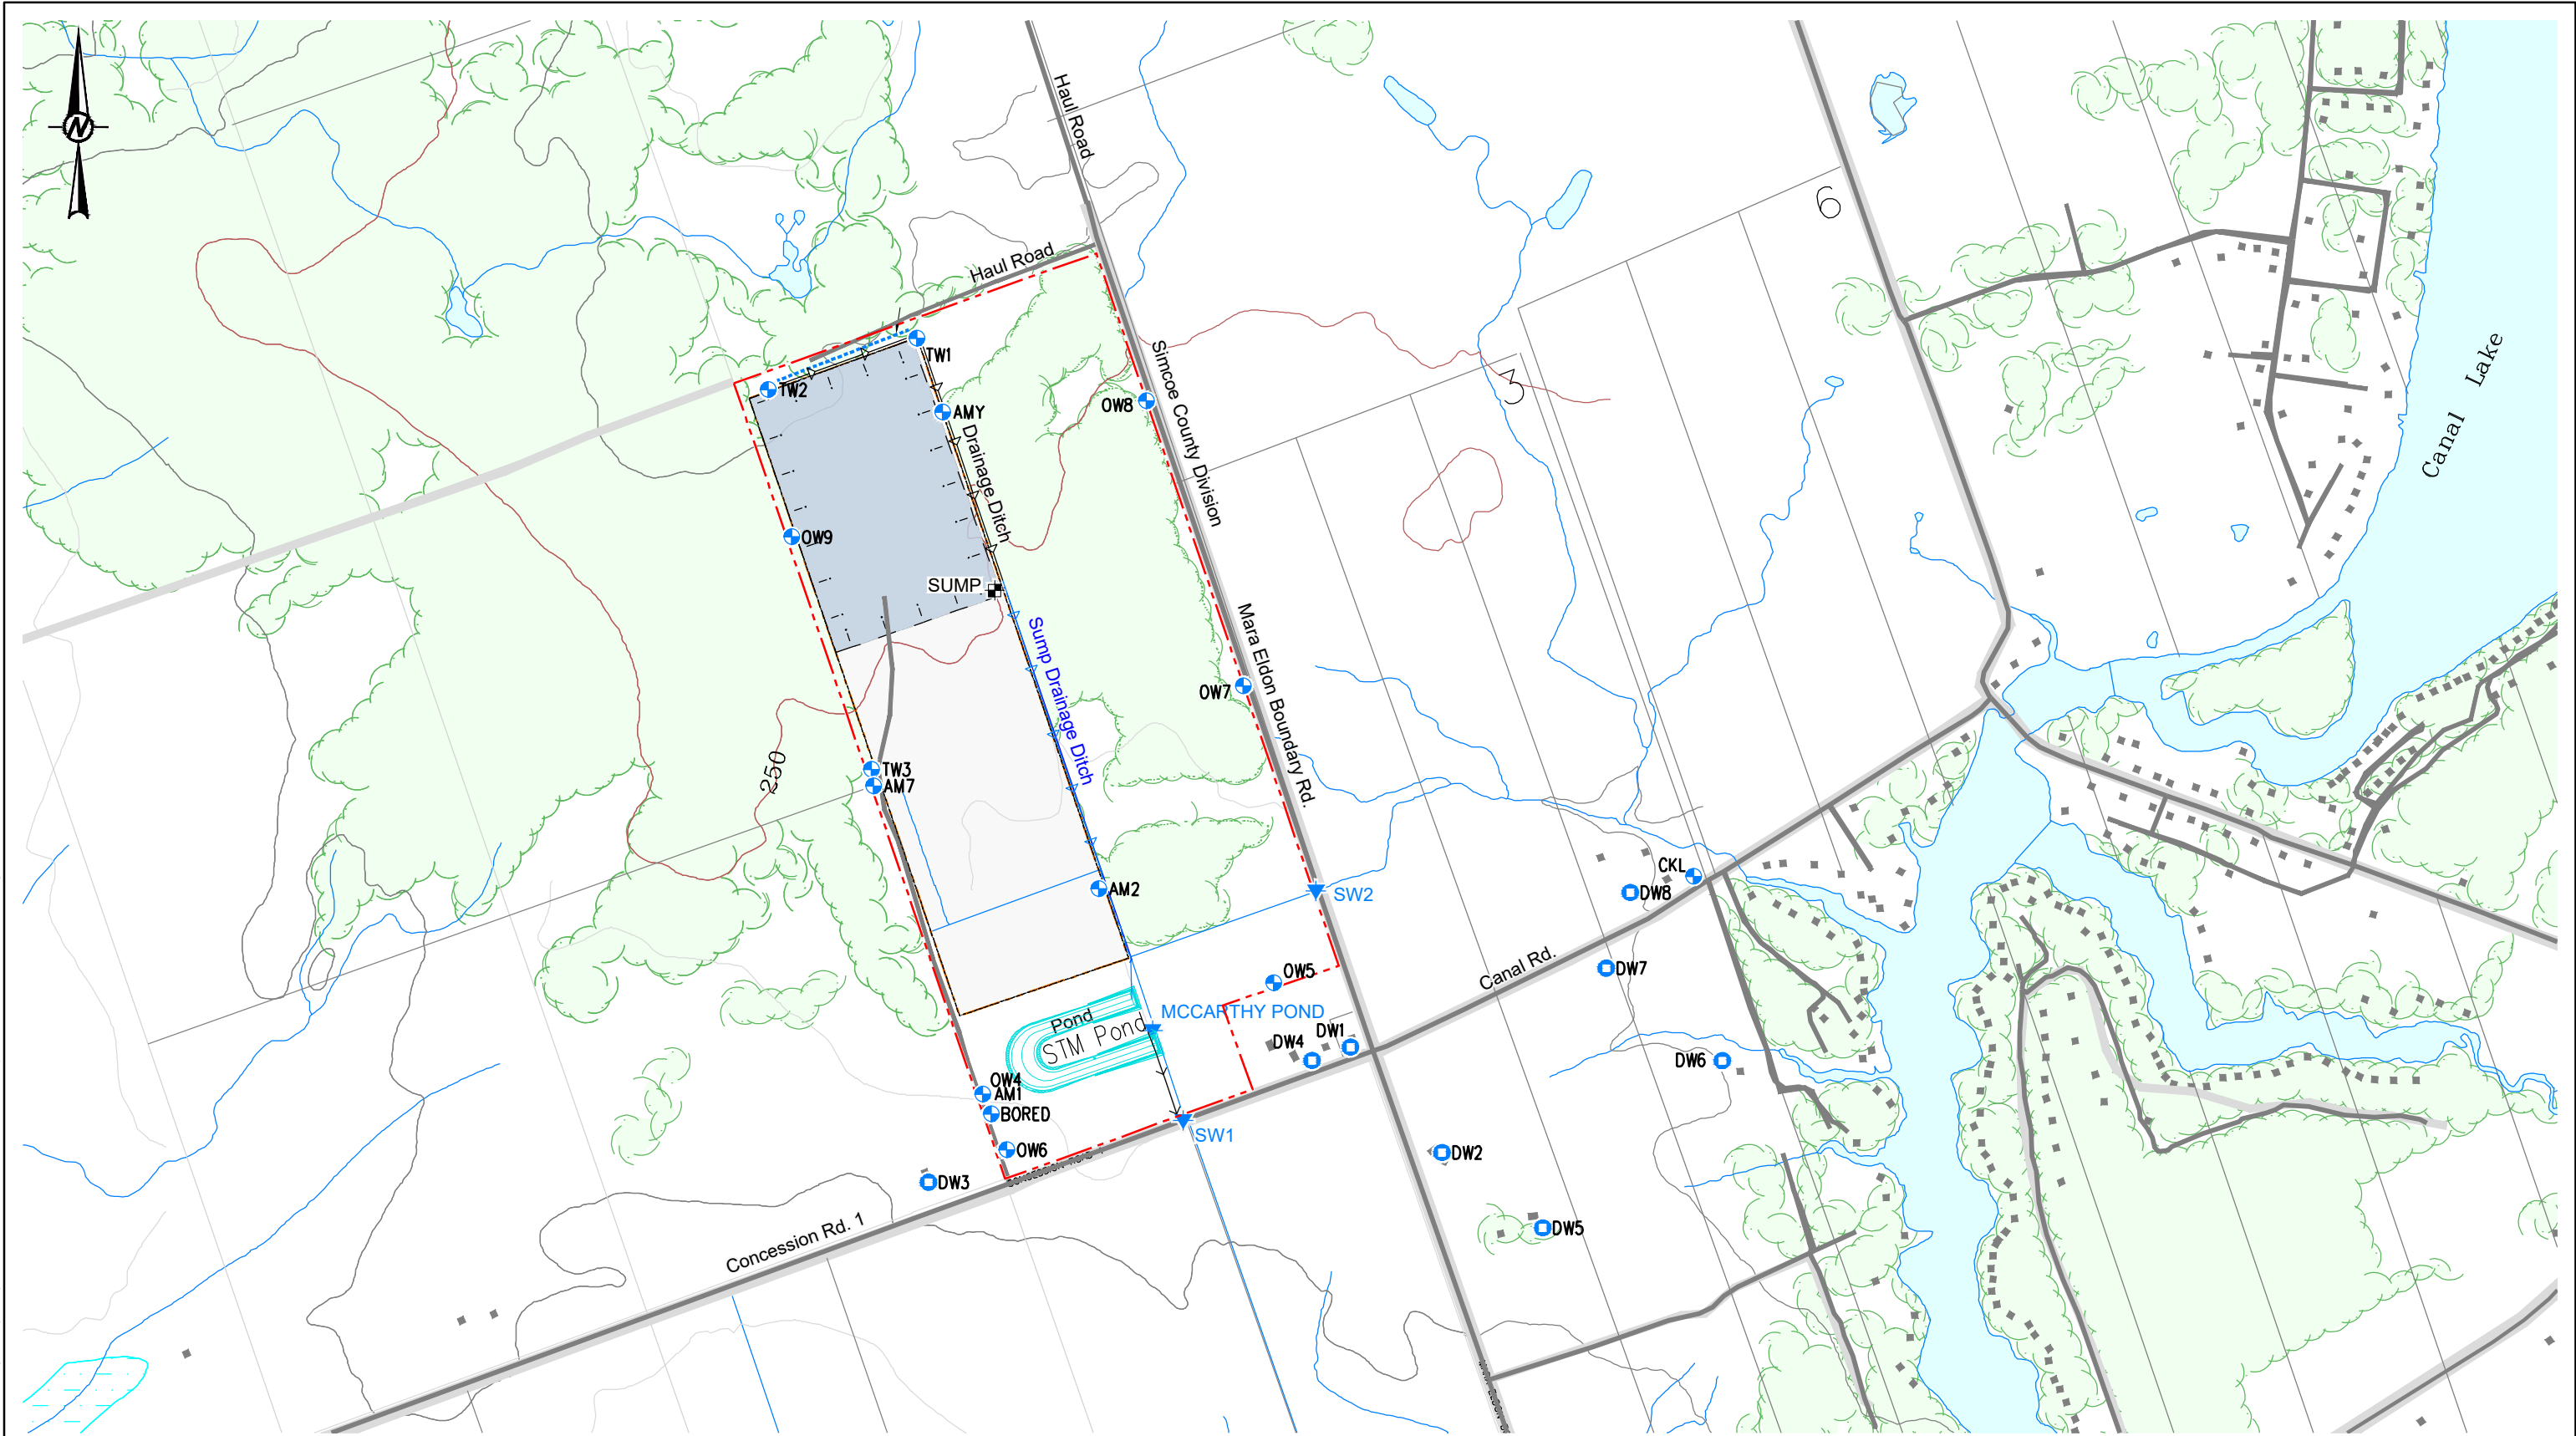 N
Haul Road
6
Haul Road
Canal Lake
TW1
Simcoe County Division
3
TW2
OW8
AMY
Drainage Ditch
OW9
SUMP
Sump Drainage Ditch
Mara Eldon Boundary Rd.
OW7
250
TW3
AM7
CKL
AM2
SW2
DW8
Canal Rd.
DW7
OW5
MCCARTHY POND
Pond
STM Pond
DW1
DW4
DW6
OW4
AM1
BORED
SW1
OW6
DW2
CONCESSION ROAD 1
DW3
DW5
Concession Rd. 1